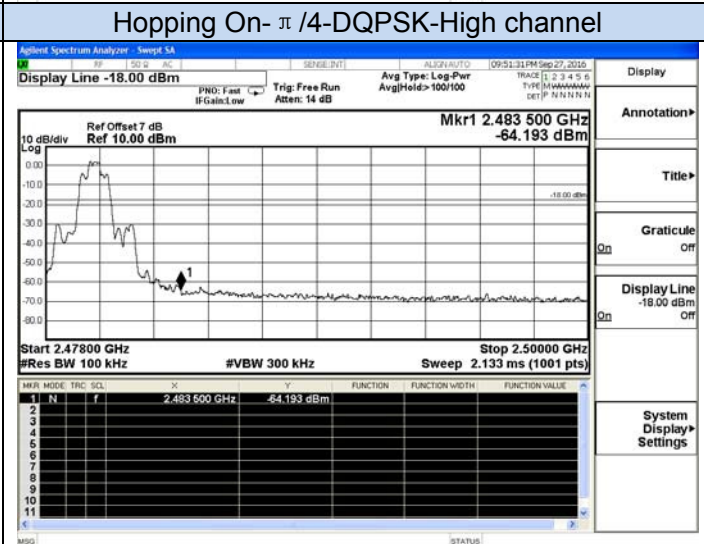 Hopping On- π /4-DQPSK-High channel
Agilent Spectrum Analyzer - Swept SA
RF 50 Ω AC SENSE:INT ALIGN AUTO 09:51:31 PM Sep 27, 2016
Display Line -18.00 dBm
PNO: Fast
IFGain:Low
Trig: Free Run
Atten: 14 dB
Avg Type: Log-Pwr
Avg|Hold:> 100/100
TRACE 1 2 3 4 5 6
TYPE M WWWWW
DET P N N N N N
Display
Ref Offset 7 dB
10 dB/div Ref 10.00 dBm
Log
Mkr1 2.483 500 GHz
-64.193 dBm
0.00
-10.0
-18.00 dBm
-20.0
-30.0
-40.0
-50.0
-60.0
-70.0
-80.0
1
Start 2.47800 GHz
Stop 2.50000 GHz
#Res BW 100 kHz #VBW 300 kHz Sweep 2.133 ms (1001 pts)
MKR MODE TRC SCL X Y FUNCTION FUNCTION WIDTH FUNCTION VALUE
1 N f 2.483 500 GHz -64.193 dBm
2
3
4
5
6
7
8
9
10
11
MSG STATUS
Annotation
Title
Graticule
On Off
Display Line
-18.00 dBm
On Off
System
Display
Settings